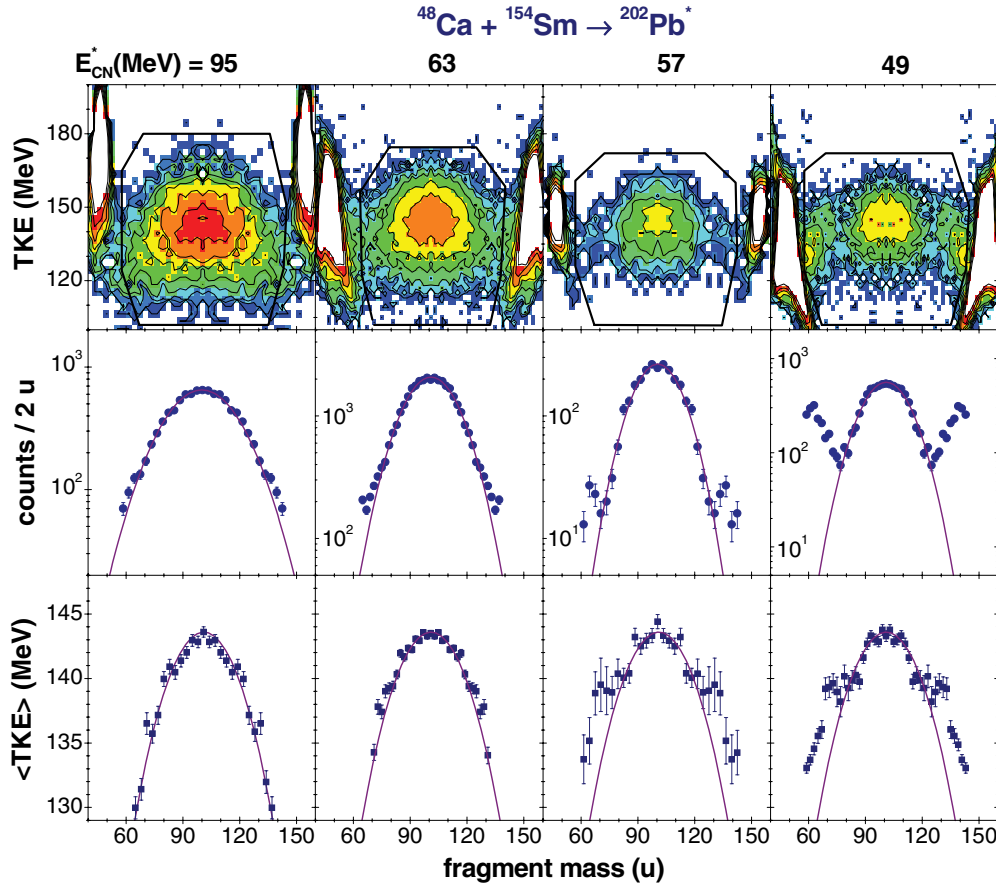 ⁴⁸Ca + ¹⁵⁴Sm → ²⁰²Pb*
E*CN(MeV) = 95 63 57 49
TKE (MeV)
180
150
120
counts / 2 u
10³
10²
10³
10²
10²
10¹
10³
10²
10¹
<TKE> (MeV)
145
140
135
130
60 90 120 150 60 90 120 150 60 90 120 150 60 90 120 150
fragment mass (u)